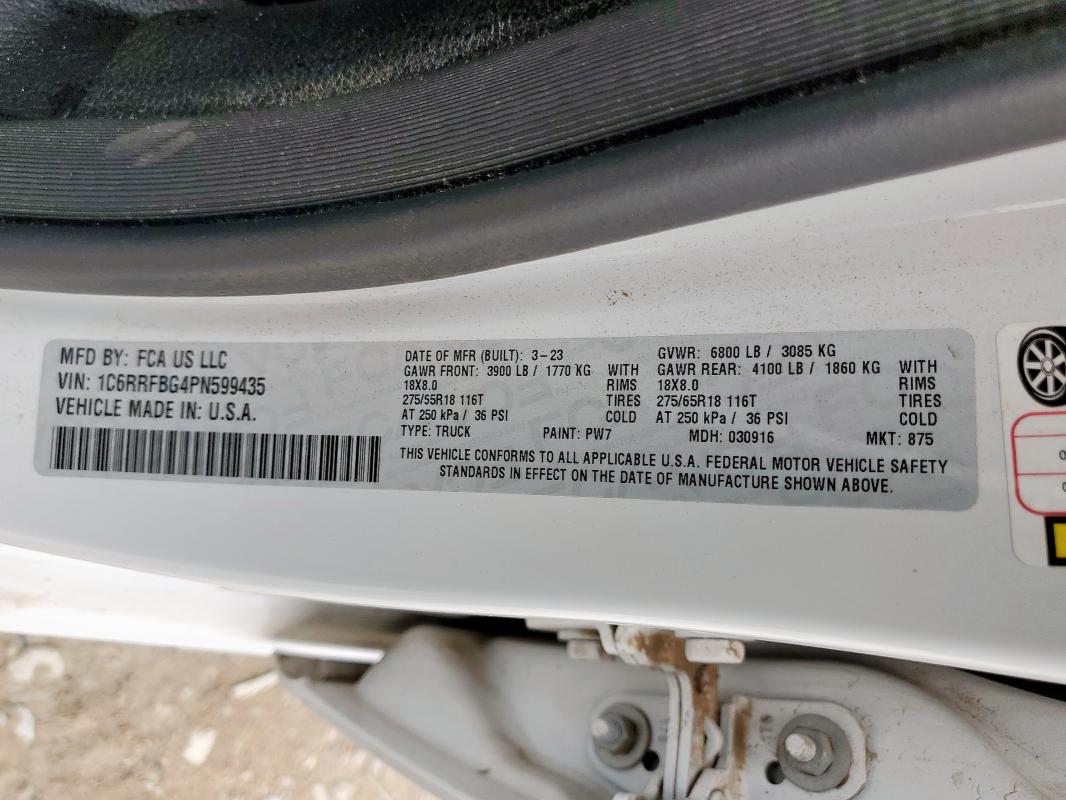 MFD BY: FCA US LLC
VIN: 1C6RRFBG4PN599435
VEHICLE MADE IN: U.S.A.
DATE OF MFR (BUILT): 3-23 GVWR: 6800 LB / 3085 KG
GAWR FRONT: 3900 LB / 1770 KG WITH GAWR REAR: 4100 LB / 1860 KG WITH
18X8.0 RIMS 18X8.0 RIMS
275/65R18 116T TIRES 275/65R18 116T TIRES
AT 250 kPa / 36 PSI COLD AT 250 kPa / 36 PSI COLD
TYPE: TRUCK PAINT: PW7 MDH: 030916 MKT: 875
THIS VEHICLE CONFORMS TO ALL APPLICABLE U.S.A. FEDERAL MOTOR VEHICLE SAFETY
STANDARDS IN EFFECT ON THE DATE OF MANUFACTURE SHOWN ABOVE.